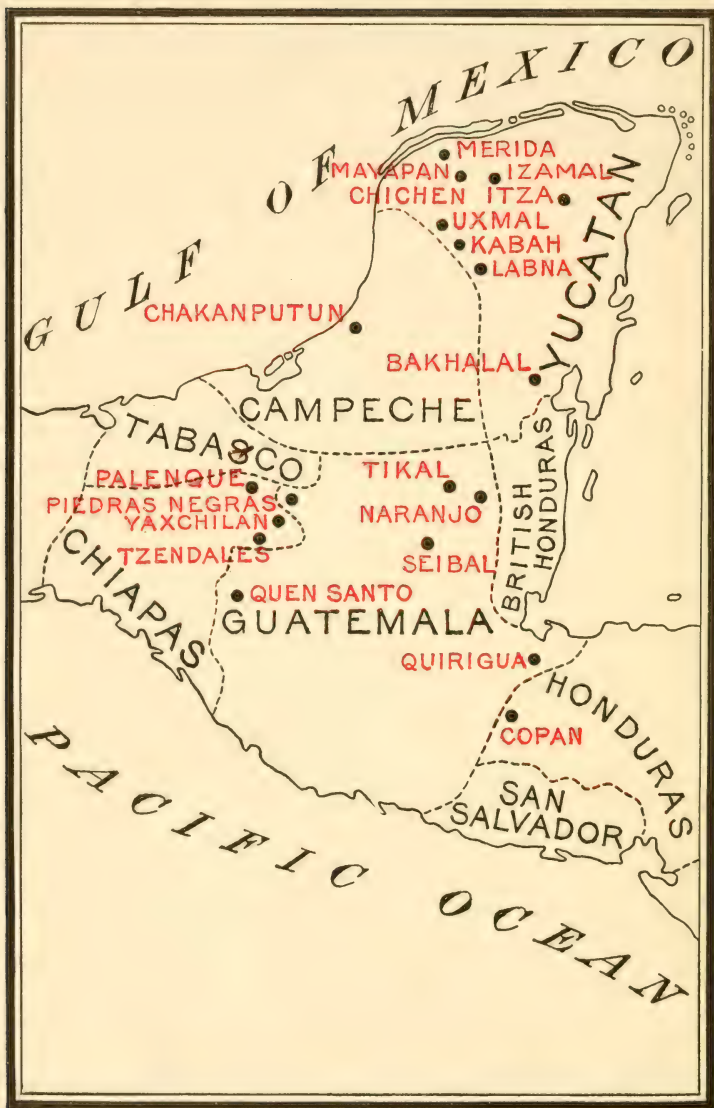 GULF OF MEXICO
MERIDA
MAYAPAN
IZAMAL
CHICHEN ITZA
UXMAL
KABAH
LABNA
YUCATAN
CHAKANPUTUN
BAKHALAL
CAMPECHE
TABASCO
PALENQUE
TIKAL
PIEDRAS NEGRAS
NARANJO
YAXCHILAN
TZENDALES
SEIBAL
BRITISH
HONDURAS
CHIAPAS
QUEN SANTO
GUATEMALA
QUIRIGUA
HONDURAS
COPAN
SAN
SALVADOR
PACIFIC OCEAN